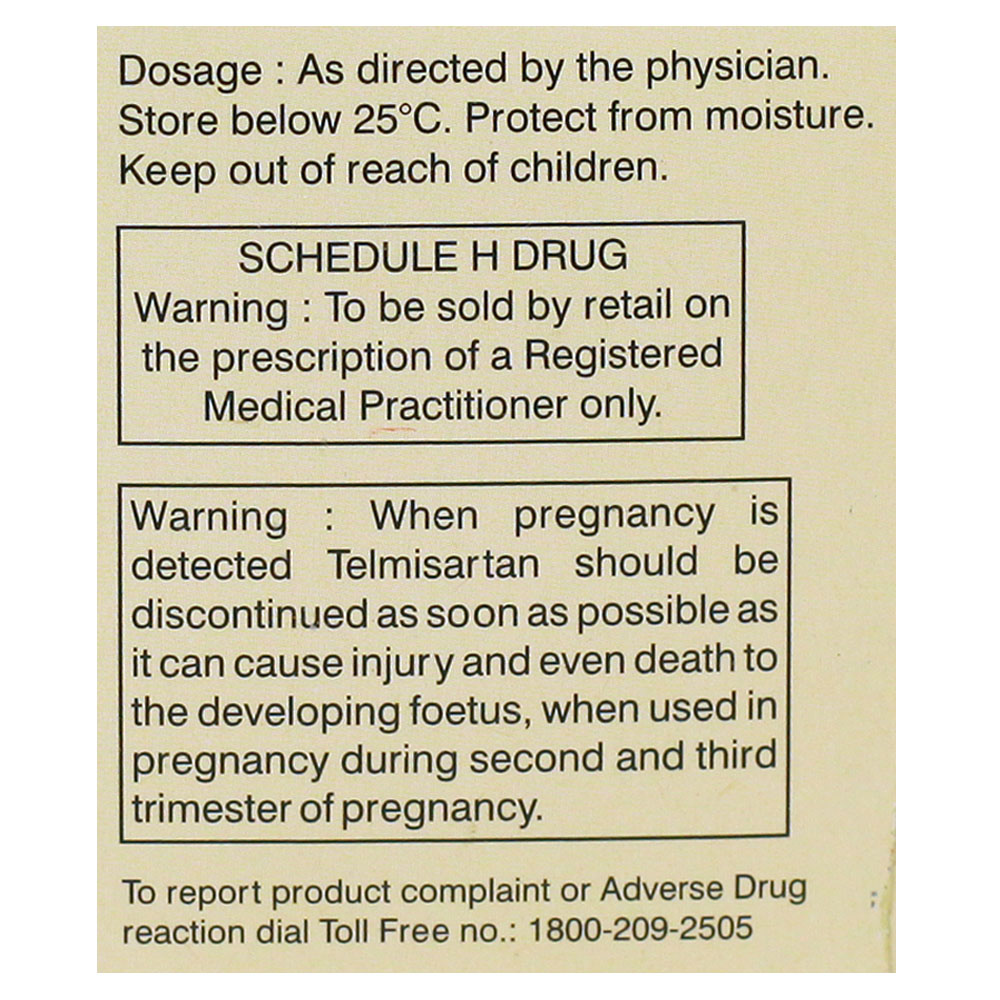 Dosage : As directed by the physician.
Store below 25°C. Protect from moisture.
Keep out of reach of children.
SCHEDULE H DRUG
Warning : To be sold by retail on
the prescription of a Registered
Medical Practitioner only.
Warning : When pregnancy is
detected Telmisartan should be
discontinued as soon as possible as
it can cause injury and even death to
the developing foetus, when used in
pregnancy during second and third
trimester of pregnancy.
To report product complaint or Adverse Drug
reaction dial Toll Free no.: 1800-209-2505